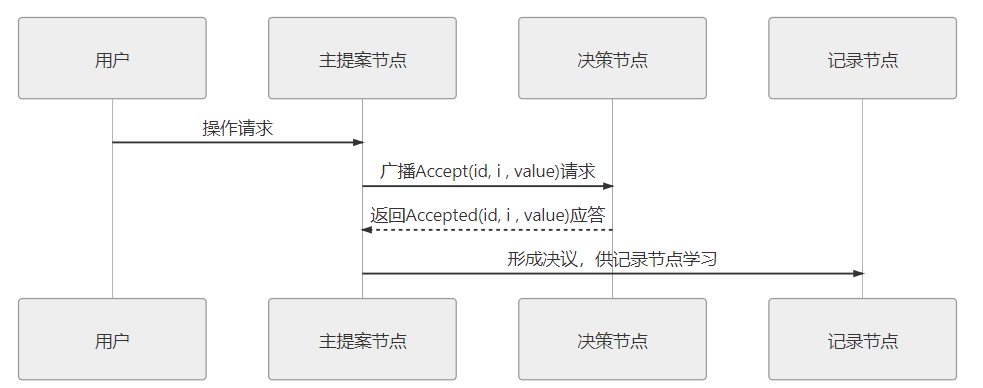 用户
主提案节点
决策节点
记录节点
操作请求
广播Accept(id, i , value)请求
返回Accepted(id, i , value)应答
形成决议，供记录节点学习
用户
主提案节点
决策节点
记录节点